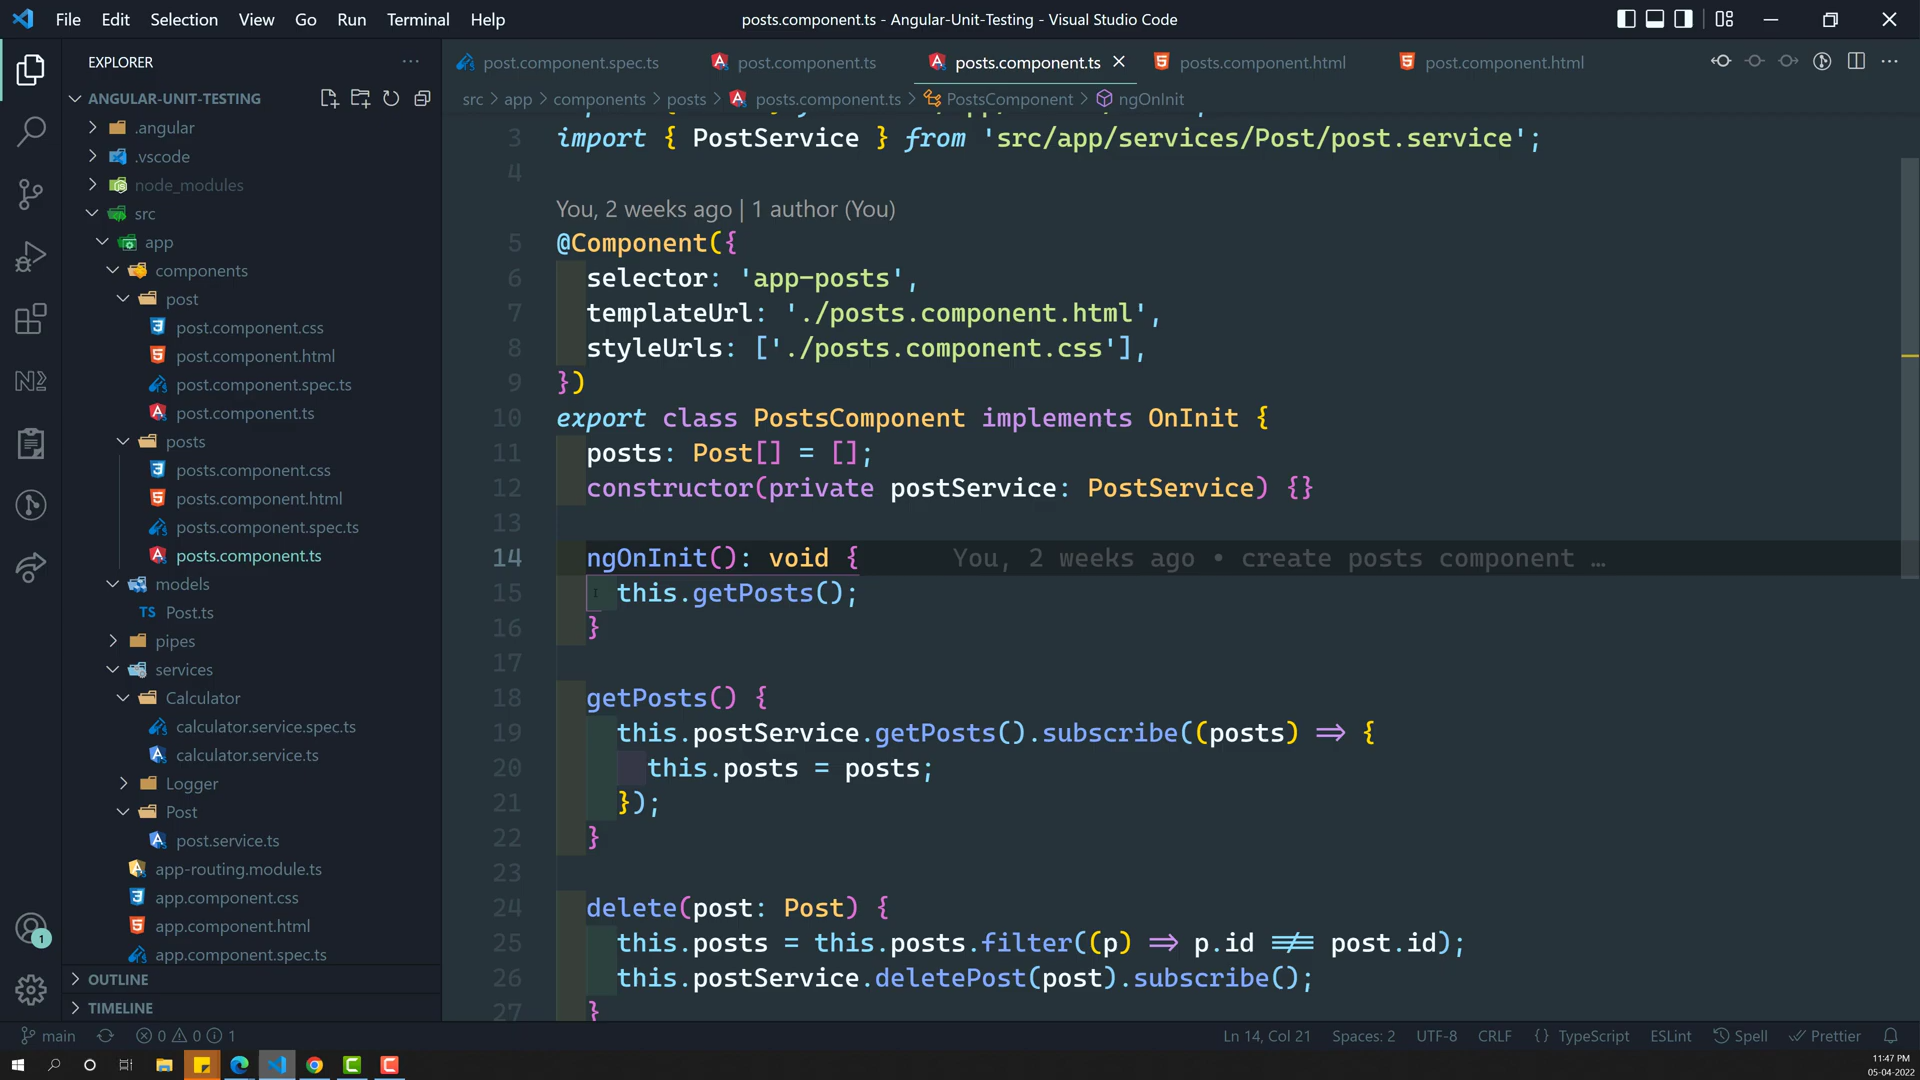 File Edit Selection View Go Run Terminal Help
posts.component.ts - Angular-Unit-Testing - Visual Studio Code
EXPLORER
ANGULAR-UNIT-TESTING
.angular
.vscode
node_modules
src
app
components
post
post.component.css
post.component.html
post.component.spec.ts
post.component.ts
posts
posts.component.css
posts.component.html
posts.component.spec.ts
posts.component.ts
models
TS Post.ts
pipes
services
Calculator
calculator.service.spec.ts
calculator.service.ts
Logger
Post
post.service.ts
app-routing.module.ts
app.component.css
app.component.html
app.component.spec.ts
OUTLINE
TIMELINE
post.component.spec.ts post.component.ts posts.component.ts posts.component.html post.component.html
src > app > components > posts > posts.component.ts > PostsComponent > ngOnInit
3 import { PostService } from 'src/app/services/Post/post.service';
4
You, 2 weeks ago | 1 author (You)
5 @Component({
6 selector: 'app-posts',
7 templateUrl: './posts.component.html',
8 styleUrls: ['./posts.component.css'],
9 })
10 export class PostsComponent implements OnInit {
11 posts: Post[] = [];
12 constructor(private postService: PostService) {}
13
14 ngOnInit(): void { You, 2 weeks ago • create posts component …
15 this.getPosts();
16 }
17
18 getPosts() {
19 this.postService.getPosts().subscribe((posts) => {
20 this.posts = posts;
21 });
22 }
23
24 delete(post: Post) {
25 this.posts = this.posts.filter((p) => p.id !== post.id);
26 this.postService.deletePost(post).subscribe();
27 }
main 0 0 1
Ln 14, Col 21 Spaces: 2 UTF-8 CRLF {} TypeScript ESLint Spell Prettier
1
11:47 PM
05-04-2022